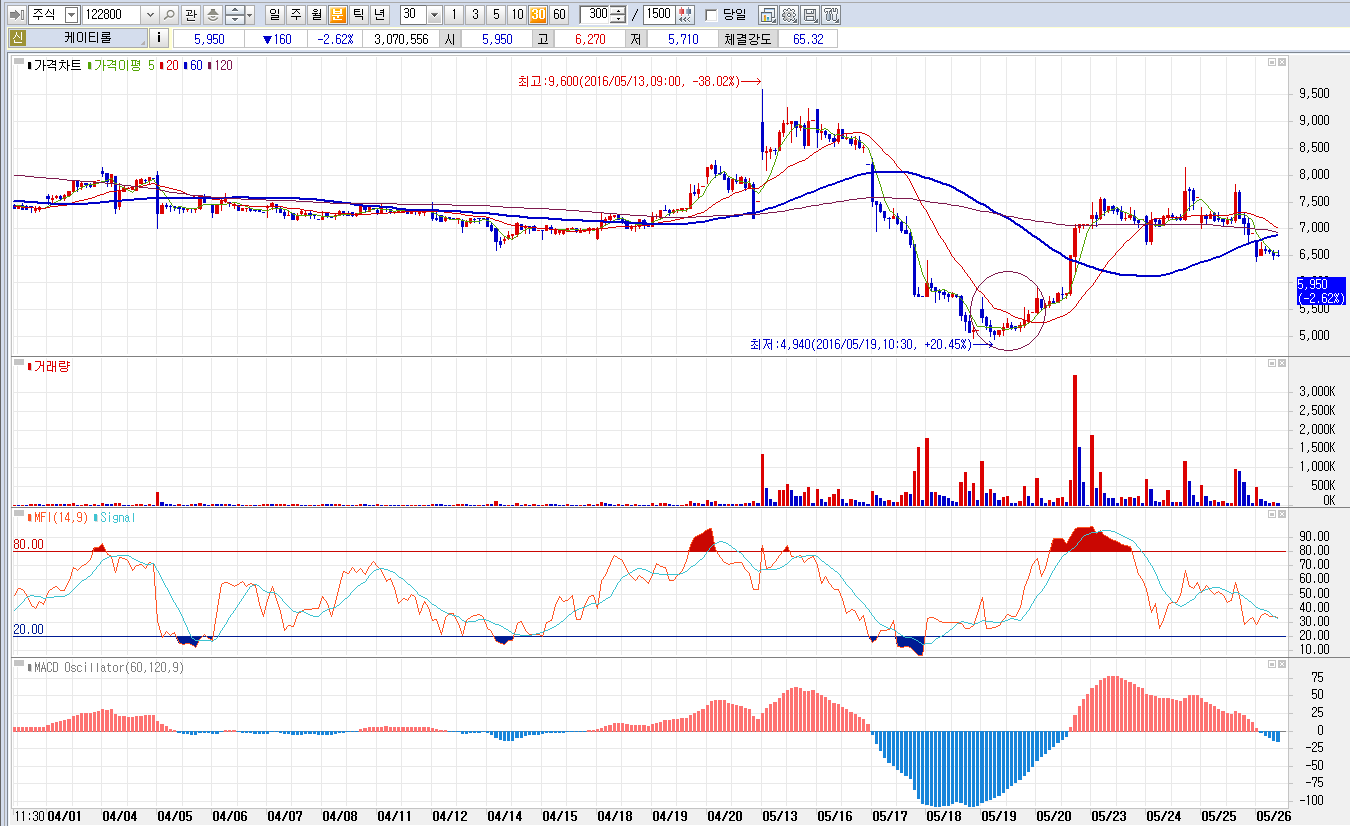 주식 122800 관 일 주 월 분 틱 년 30 1 3 5 10 30 60 300 / 1500 당일
신 케이티롤 i 5,950 ▼160 -2.62% 3,070,556 시 5,950 고 6,270 저 5,710 체결강도 65.32
가격차트 가격이평 5 20 60 120
최고:9,600(2016/05/13,09:00, -38.02%)
9,500
9,000
8,500
8,000
7,500
7,000
6,500
5,950
(-2.62%)
5,500
5,000
최저:4,940(2016/05/19,10:30, +20.45%)
거래량
3,000K
2,500K
2,000K
1,500K
1,000K
500K
0K
MFI(14,9) Signal
80.00
20.00
90.00
80.00
70.00
60.00
50.00
40.00
30.00
20.00
10.00
MACD Oscillator(60,120,9)
75
50
25
0
-25
-50
-75
-100
11:30 04/01 04/04 04/05 04/06 04/07 04/08 04/11 04/12 04/14 04/15 04/18 04/19 04/20 05/13 05/16 05/17 05/18 05/19 05/20 05/23 05/24 05/25 05/26